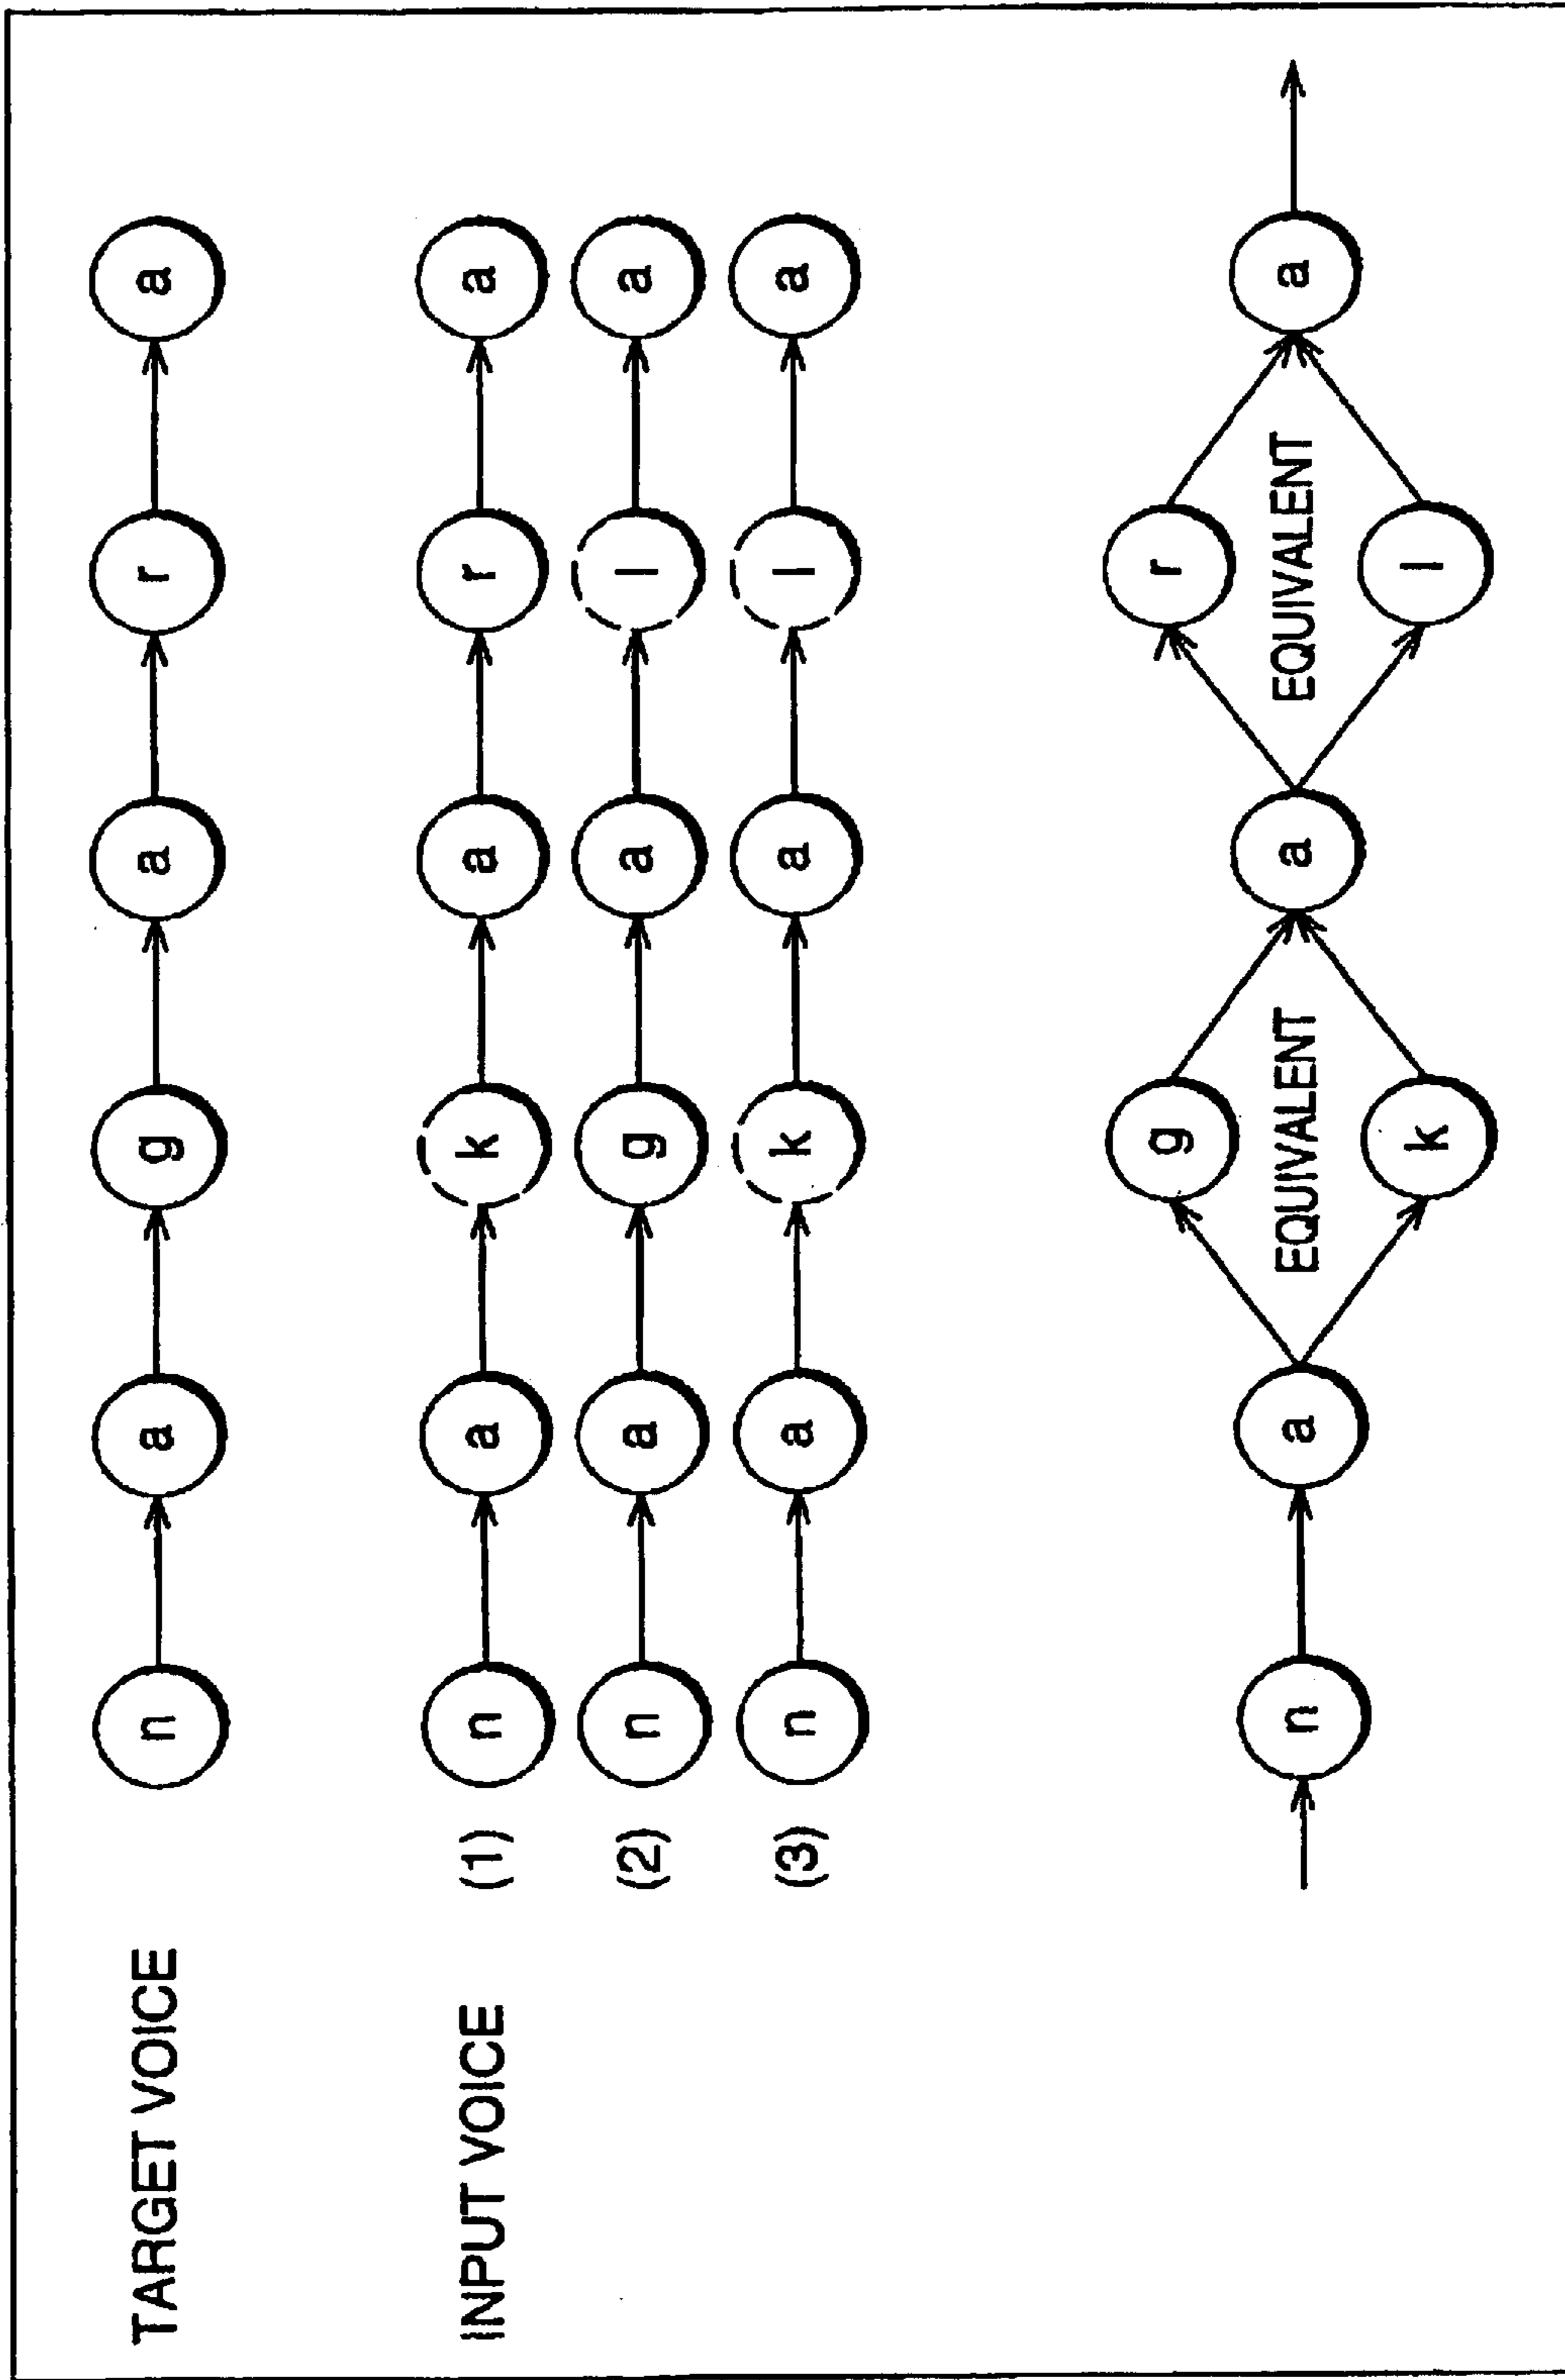 TARGET VOICE n a g a r a
INPUT VOICE (1) n a k a r a
(2) n a g a l a
(3) n a k a l a
g r
n a EQUIVALENT a EQUIVALENT a
k l